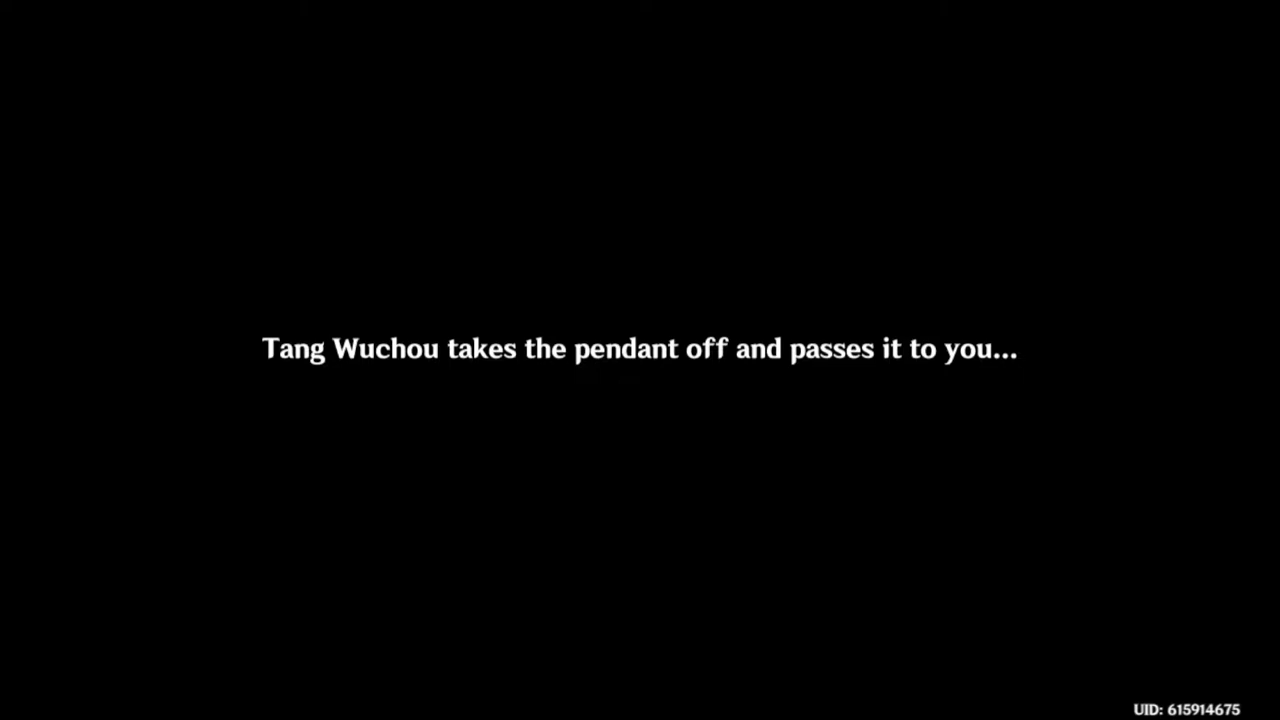 Tang Wuchou takes the pendant off and passes it to you...
UID: 615914675